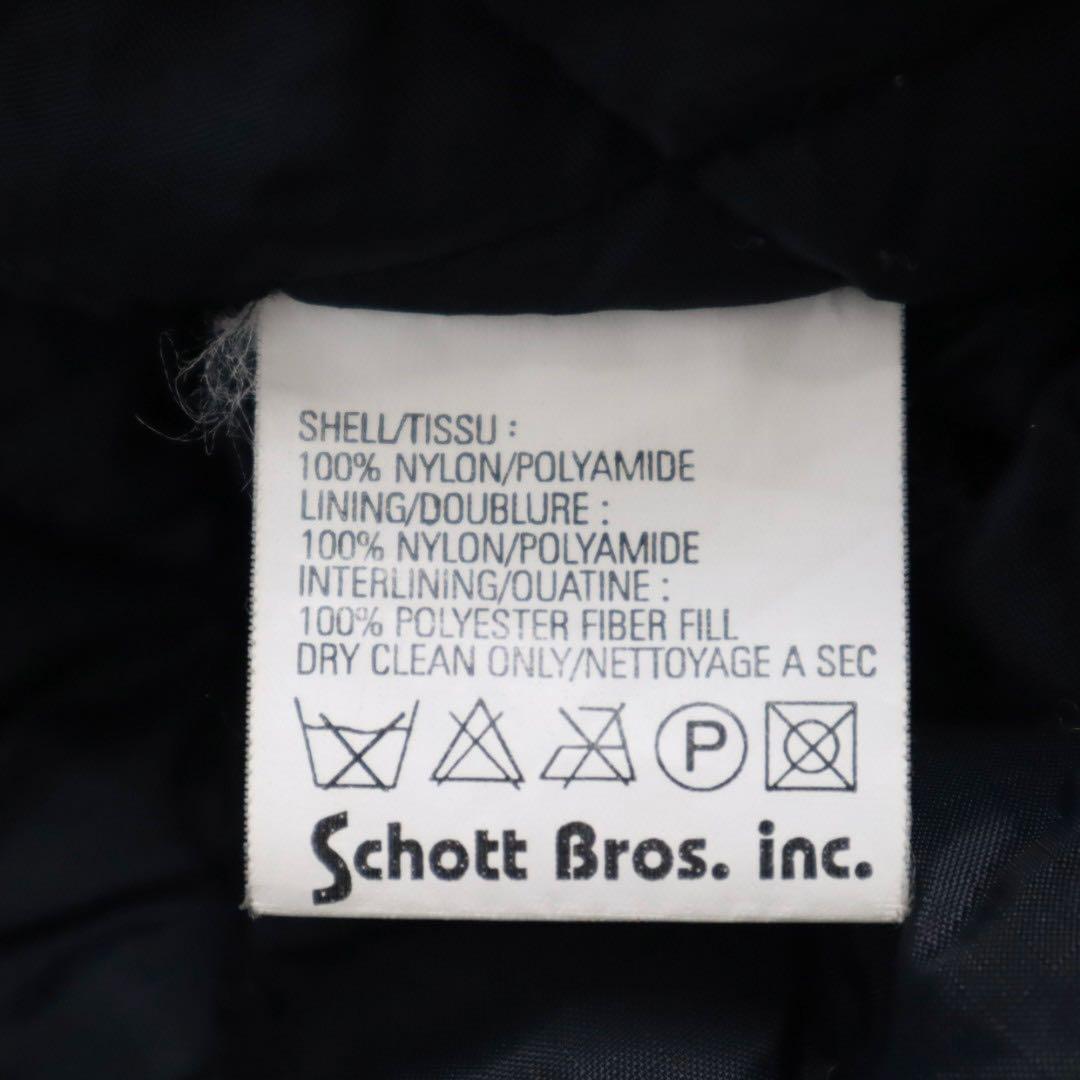 SHELL/TISSU :
100% NYLON/POLYAMIDE
LINING/DOUBLURE :
100% NYLON/POLYAMIDE
INTERLINING/OUATINE :
100% POLYESTER FIBER FILL
DRY CLEAN ONLY/NETTOYAGE A SEC
P
Schott Bros. inc.